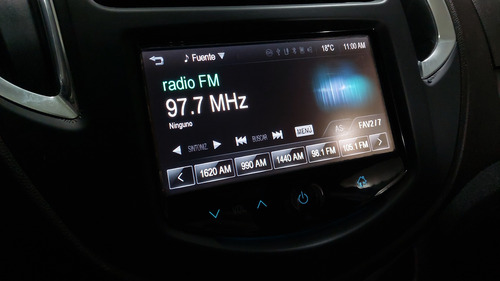 Fuente 18°C 11:00 AM
radio FM
97.7 MHz
Ninguno
SINTONIZ. BUSCAR MENU AS
FAV2 / 7
1620 AM 990 AM 1440 AM 98.1 FM 105.1 FM